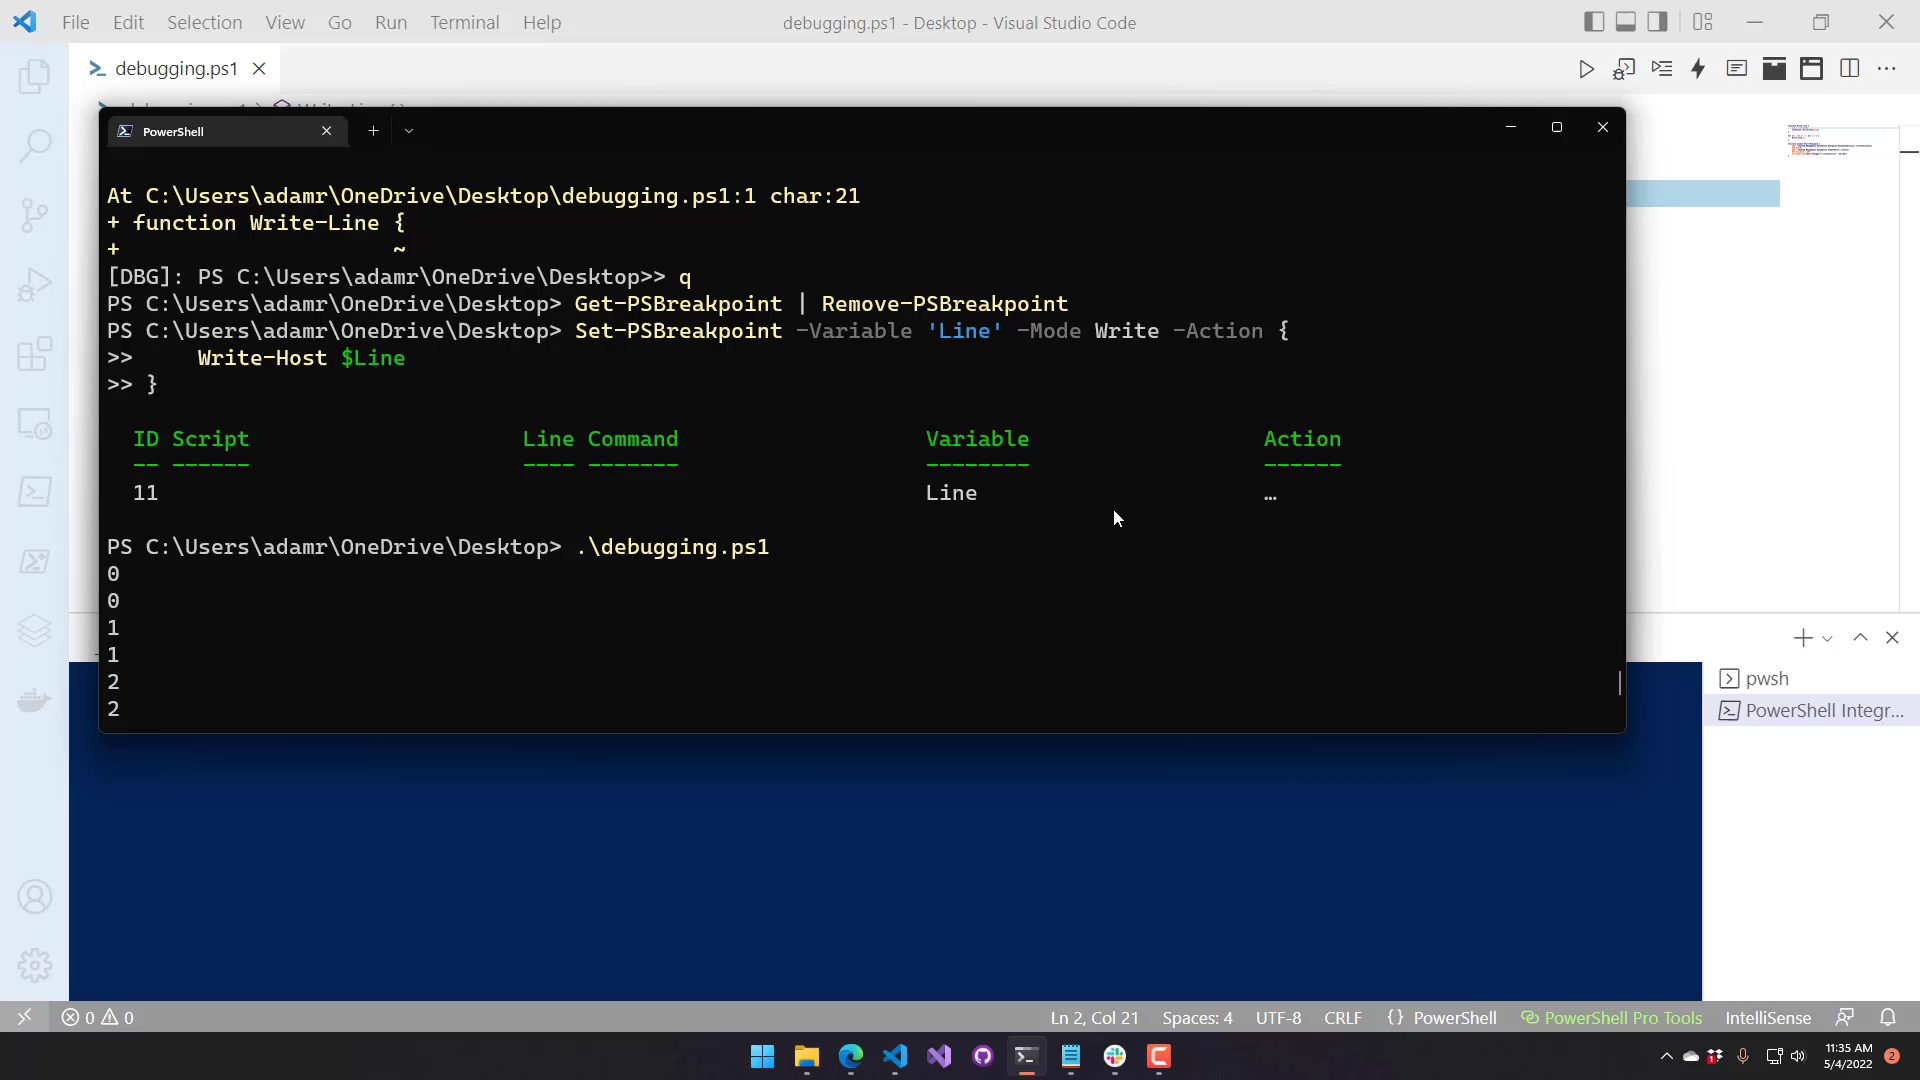 File Edit Selection View Go Run Terminal Help
debugging.ps1 - Desktop - Visual Studio Code
debugging.ps1
PowerShell
At C:\Users\adamr\OneDrive\Desktop\debugging.ps1:1 char:21
+ function Write-Line {
+                     ~
[DBG]: PS C:\Users\adamr\OneDrive\Desktop>> q
PS C:\Users\adamr\OneDrive\Desktop> Get-PSBreakpoint | Remove-PSBreakpoint
PS C:\Users\adamr\OneDrive\Desktop> Set-PSBreakpoint -Variable 'Line' -Mode Write -Action {
>>     Write-Host $Line
>> }
ID Script Line Command Variable Action
-- ------ ---- ------- -------- ------
11 Line …
PS C:\Users\adamr\OneDrive\Desktop> .\debugging.ps1
0
0
1
1
2
2
pwsh
PowerShell Integr...
0 0
Ln 2, Col 21 Spaces: 4 UTF-8 CRLF {} PowerShell PowerShell Pro Tools IntelliSense
11:35 AM
5/4/2022
2